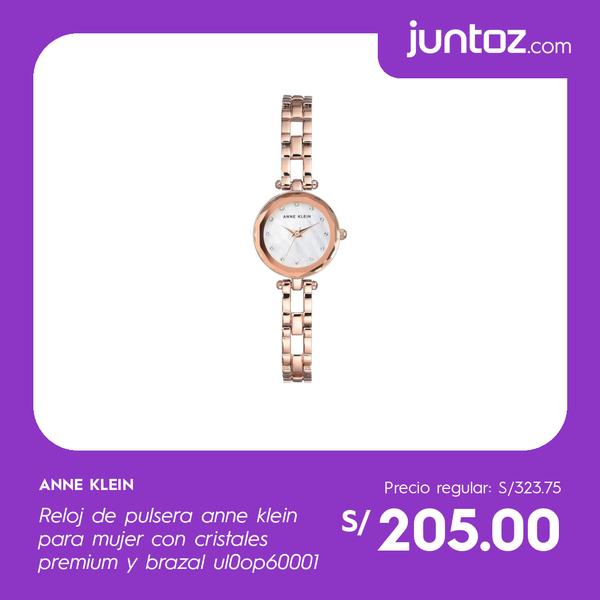 juntoz.com
ANNE KLEIN
ANNE KLEIN
Reloj de pulsera anne klein
para mujer con cristales
premium y brazal ul0op60001
Precio regular: S/323.75
S/ 205.00